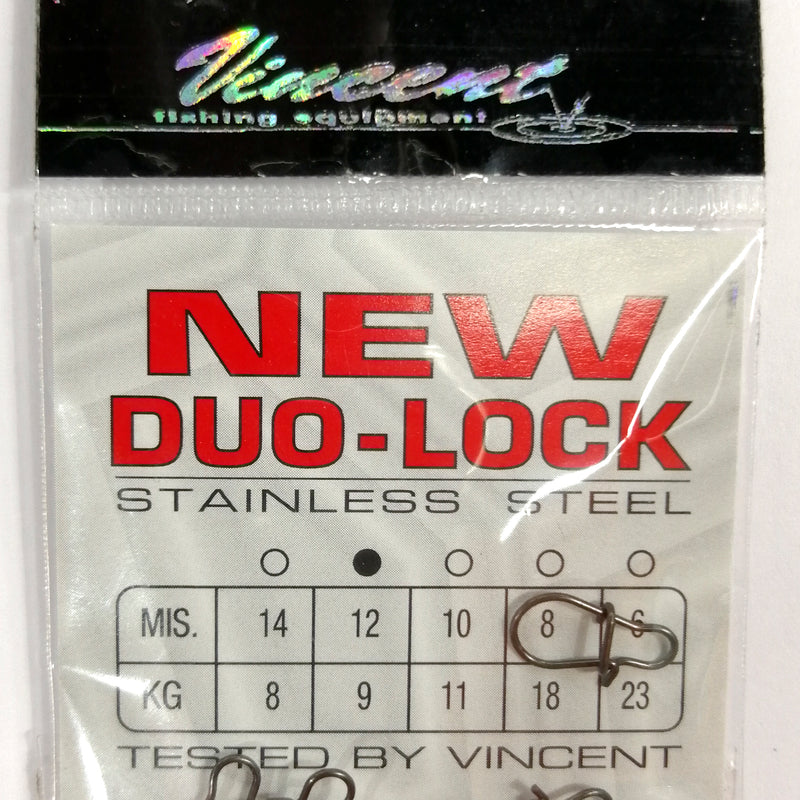 Vincent
fishing equipment
NEW
DUO-LOCK
STAINLESS STEEL
MIS. 14 12 10 8 6
KG 8 9 11 18 23
TESTED BY VINCENT